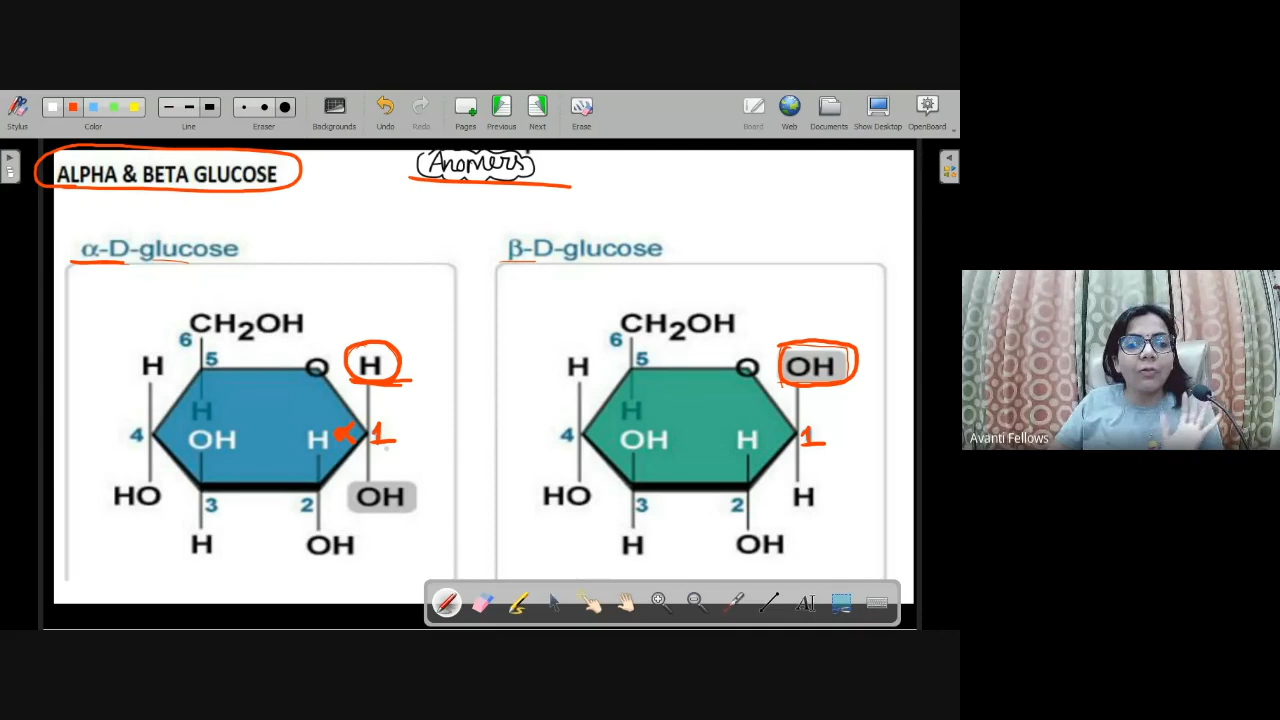 Stylus
Color
Line
Eraser
Backgrounds
Undo
Redo
Pages
Previous
Next
Erase
Board
Web
Documents
Show Desktop
OpenBoard
ALPHA & BETA GLUCOSE
Anomers
α-D-glucose
β-D-glucose
6 CH2OH
H 5 O H
H
4 OH H α 1
HO 3 2 OH
H OH
6 CH2OH
H 5 O OH
H
4 OH H 1
HO 3 2 H
H OH
AI
Avanti Fellows